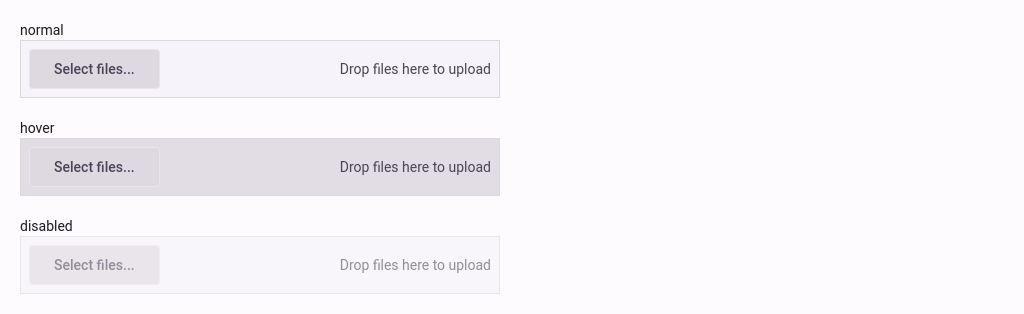 normal
Select files... Drop files here to upload
hover
Select files... Drop files here to upload
disabled
Select files... Drop files here to upload